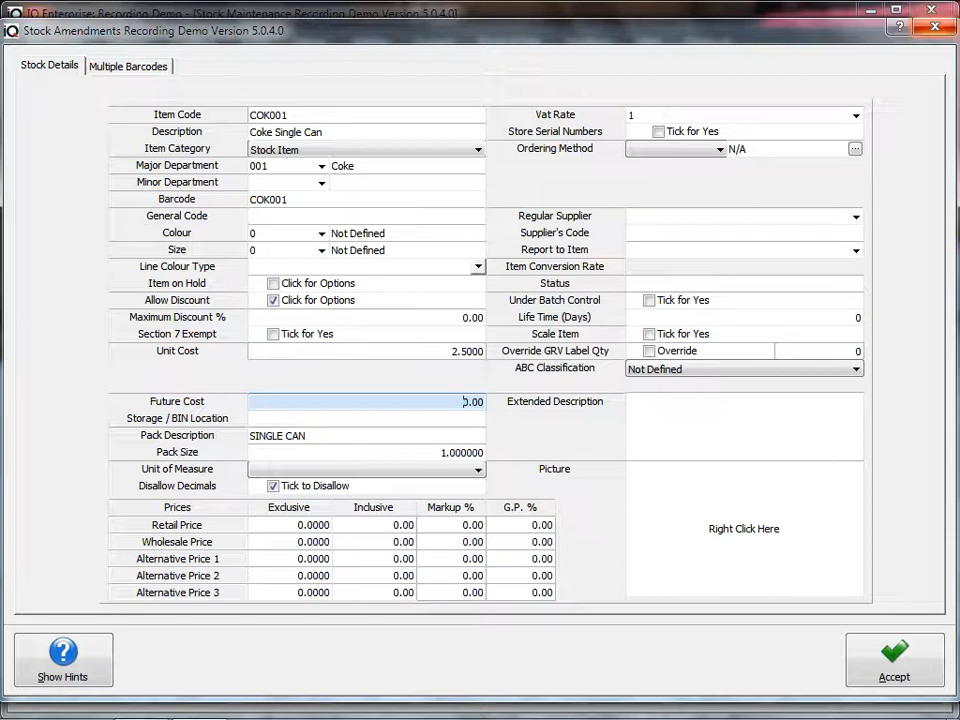 IQ Enterprise: Recording Demo - [Stock Maintenance Recording Demo Version 5.0.4.0]
iQ Stock Amendments Recording Demo Version 5.0.4.0
Stock Details
Multiple Barcodes
Item Code COK001
Description Coke Single Can
Item Category Stock Item
Major Department 001 Coke
Minor Department
Barcode COK001
General Code
Colour 0 Not Defined
Size 0 Not Defined
Line Colour Type
Item on Hold Click for Options
Allow Discount Click for Options
Maximum Discount % 0.00
Section 7 Exempt Tick for Yes
Unit Cost 2.5000
Future Cost 0.00
Storage / BIN Location
Pack Description SINGLE CAN
Pack Size 1.000000
Unit of Measure
Disallow Decimals Tick to Disallow
Vat Rate 1
Store Serial Numbers Tick for Yes
Ordering Method N/A ...
Regular Supplier
Supplier's Code
Report to Item
Item Conversion Rate
Status
Under Batch Control Tick for Yes
Life Time (Days) 0
Scale Item Tick for Yes
Override GRV Label Qty Override 0
ABC Classification Not Defined
Extended Description
Picture
Right Click Here
Prices Exclusive Inclusive Markup % G.P. %
Retail Price 0.0000 0.00 0.00 0.00
Wholesale Price 0.0000 0.00 0.00 0.00
Alternative Price 1 0.0000 0.00 0.00 0.00
Alternative Price 2 0.0000 0.00 0.00 0.00
Alternative Price 3 0.0000 0.00 0.00 0.00
?
Show Hints
Accept